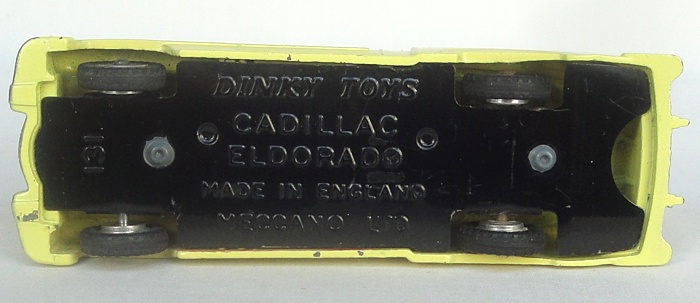 DINKY TOYS
CADILLAC
ELDORADO
MADE IN ENGLAND
MECCANO LTD
131